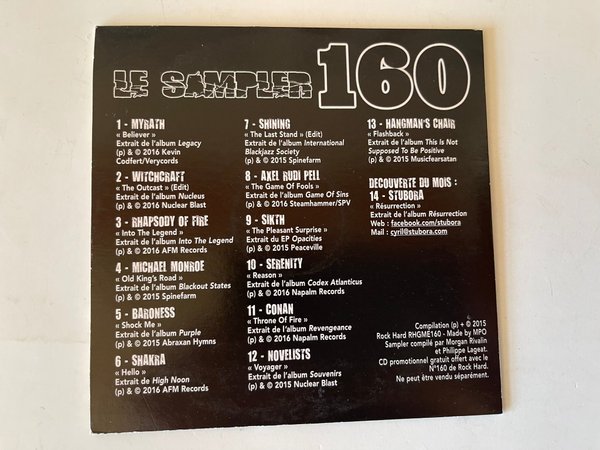 LE SAMPLER 160
1 - MYRATH
« Believer »
Extrait de l'album Legacy
(p) & © 2016 Kevin
Codfert/Verycords
2 - WITCHCRAFT
« The Outcast » (Edit)
Extrait de l'album Nucleus
(p) & © 2016 Nuclear Blast
3 - RHAPSODY OF FIRE
« Into The Legend »
Extrait de l'album Into The Legend
(p) & © 2016 AFM Records
4 - MICHAEL MONROE
« Old King's Road »
Extrait de l'album Blackout States
(p) & © 2015 Spinefarm
5 - BARONESS
« Shock Me »
Extrait de l'album Purple
(p) & © 2015 Abraxan Hymns
6 - SHAKRA
« Hello »
Extrait de High Noon
(p) & © 2016 AFM Records
7 - SHINING
« The Last Stand » (Edit)
Extrait de l'album International
Blackjazz Society
(p) & © 2015 Spinefarm
8 - AXEL RUDI PELL
« The Game Of Fools »
Extrait de l'album Game Of Sins
(p) & © 2016 Steamhammer/SPV
9 - SIKTH
« The Pleasant Surprise »
Extrait du EP Opacities
(p) & © 2015 Peaceville
10 - SERENITY
« Reason »
Extrait de l'album Codex Atlanticus
(p) & © 2016 Napalm Records
11 - CONAN
« Throne Of Fire »
Extrait de l'album Revengeance
(p) & © 2016 Napalm Records
12 - NOVELISTS
« Voyager »
Extrait de l'album Souvenirs
(p) & © 2015 Nuclear Blast
13 - HANGMAN'S CHAIR
« Flashback »
Extrait de l'album This Is Not
Supposed To Be Positive
(p) & © 2015 Musicfearsatan
DECOUVERTE DU MOIS :
14 - STUBORA
« Résurrection »
Extrait de l'album Résurrection
Web : facebook.com/stubora
Mail : cyril@stubora.com
Compilation (p) + © 2015
Rock Hard RHGME160 - Made by MPO
Sampler compilé par Morgan Rivalin
et Philippe Lageat.
CD promotionnel gratuit offert avec le
N°160 de Rock Hard.
Ne peut être vendu séparément.